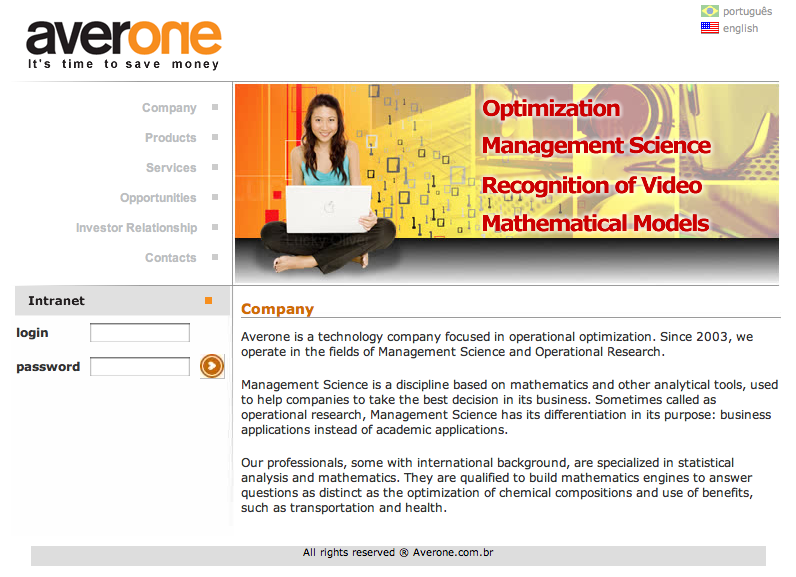 português
english
averone
It's time to save money
Company
Products
Services
Opportunities
Investor Relationship
Contacts
Optimization
Management Science
Recognition of Video
Mathematical Models
Lucky Oliver
Intranet
login
password
Company
Averone is a technology company focused in operational optimization. Since 2003, we
operate in the fields of Management Science and Operational Research.
Management Science is a discipline based on mathematics and other analytical tools, used
to help companies to take the best decision in its business. Sometimes called as
operational research, Management Science has its differentiation in its purpose: business
applications instead of academic applications.
Our professionals, some with international background, are specialized in statistical
analysis and mathematics. They are qualified to build mathematics engines to answer
questions as distinct as the optimization of chemical compositions and use of benefits,
such as transportation and health.
All rights reserved ® Averone.com.br